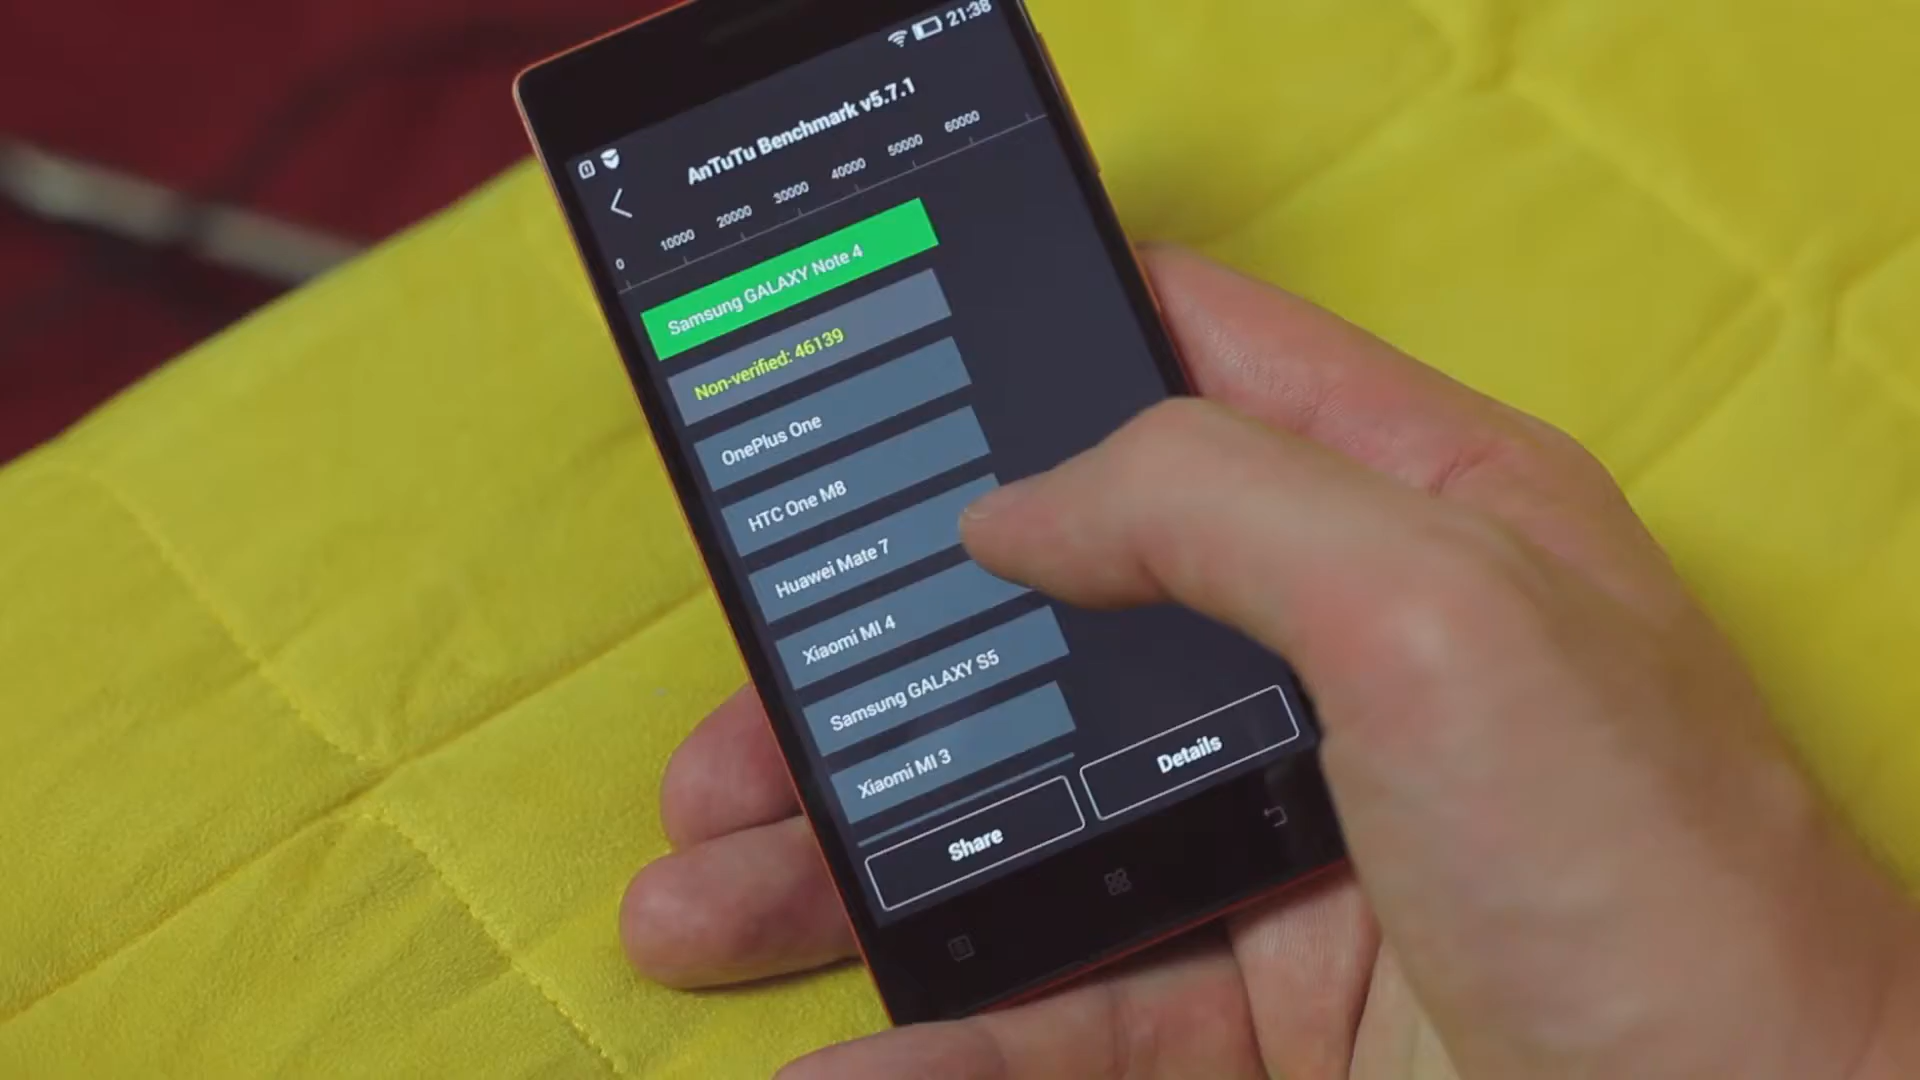 21:38
AnTuTu Benchmark v5.7.1
0 10000 20000 30000 40000 50000 60000
Samsung GALAXY Note 4
Non-verified: 46139
OnePlus One
HTC One M8
Huawei Mate 7
Xiaomi MI 4
Samsung GALAXY S5
Xiaomi MI 3
Share
Details